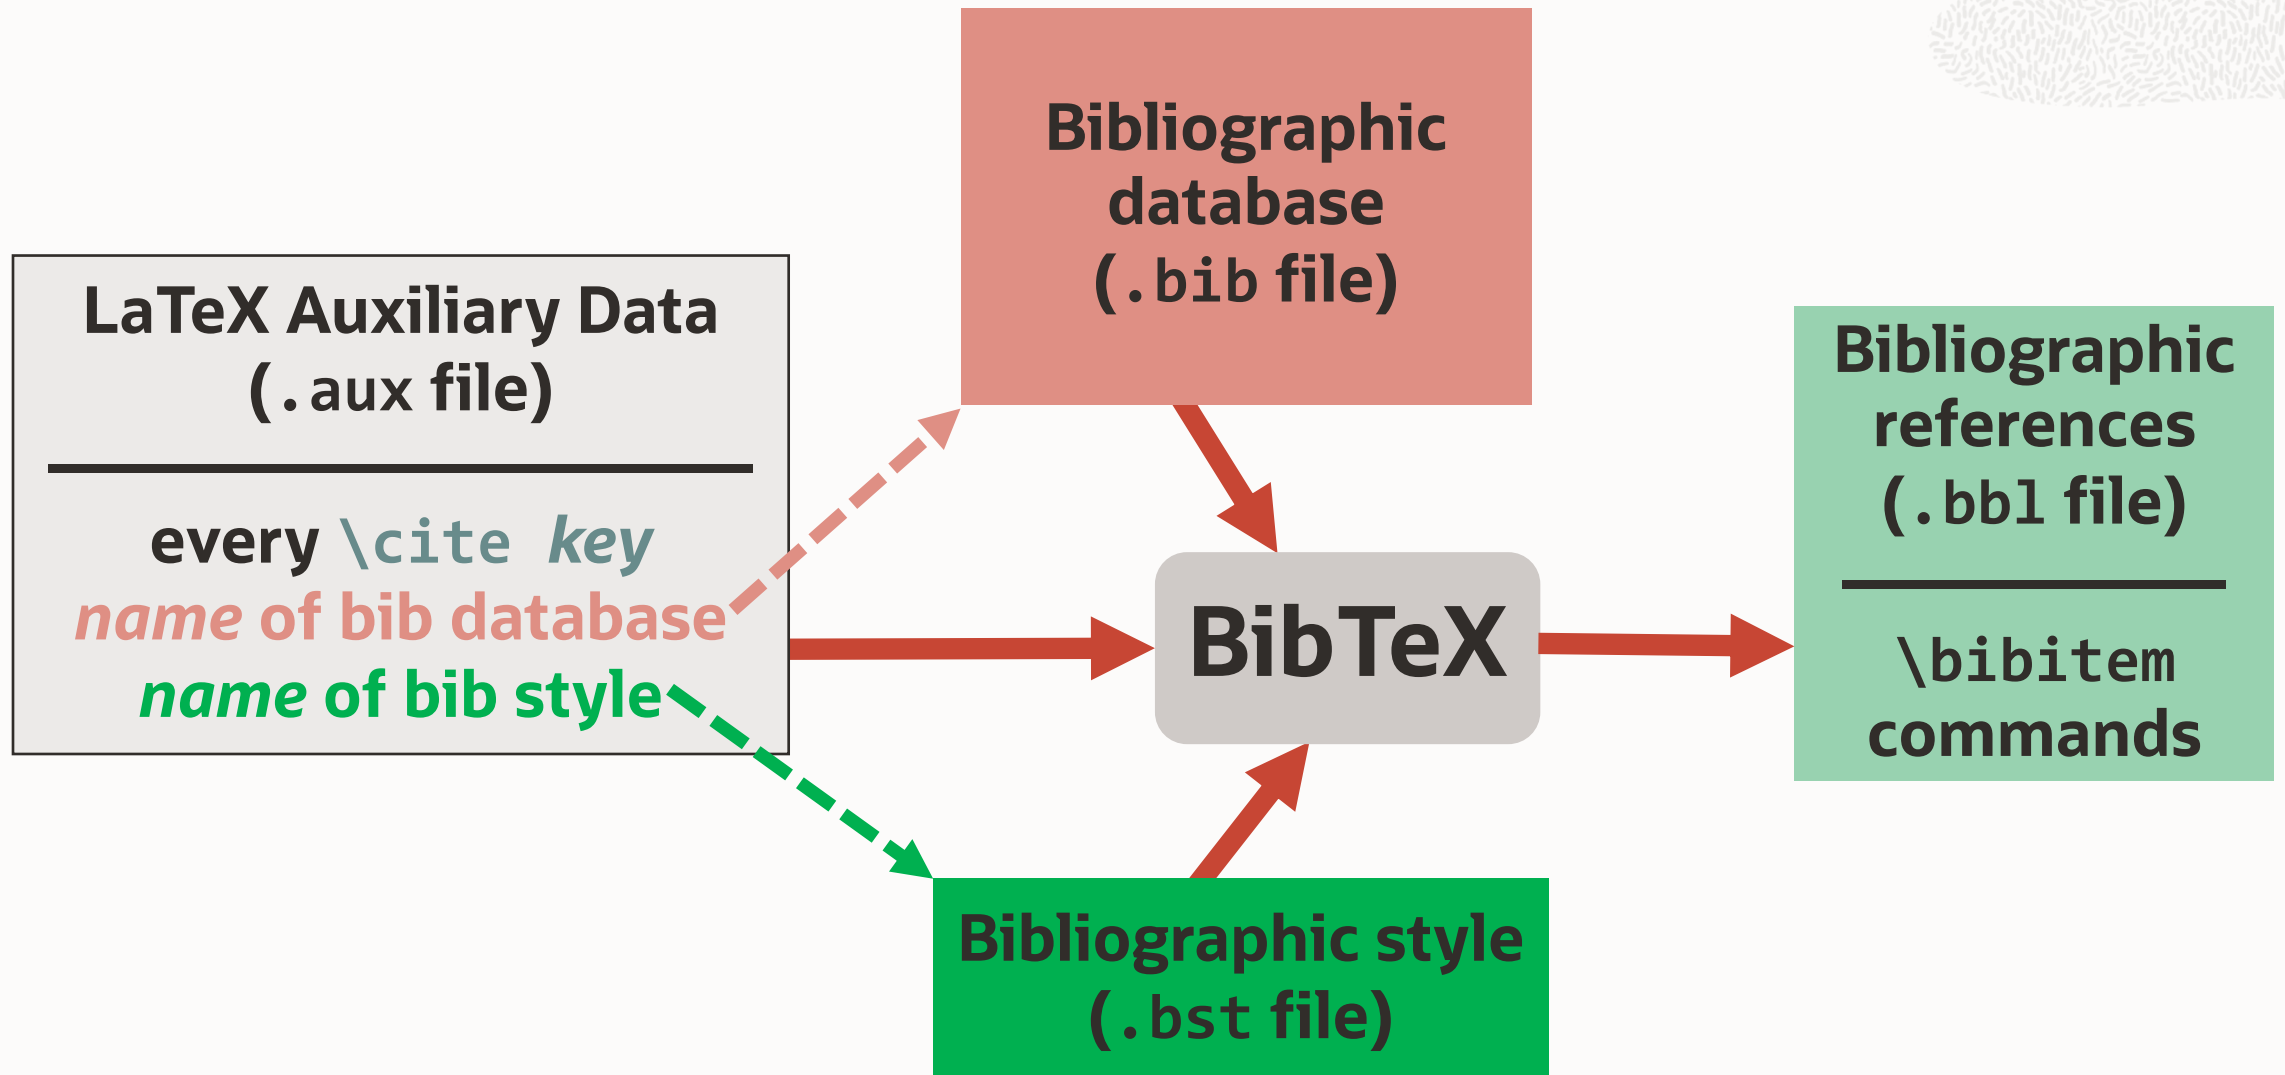 LaTeX Auxiliary Data
(.aux file)
every \cite key
name of bib database
name of bib style
Bibliographic
database
(.bib file)
BibTeX
Bibliographic style
(.bst file)
Bibliographic
references
(.bbl file)
\bibitem
commands